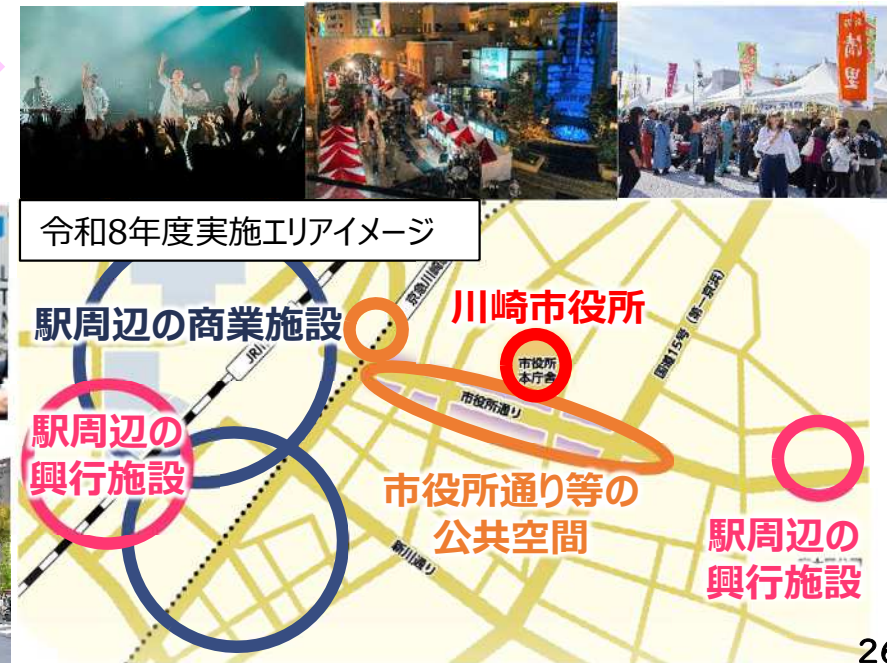 清里
令和8年度実施エリアイメージ
京急川崎
川崎市役所
駅周辺の商業施設
市役所
本庁舎
国道15号 (第一京浜)
市役所通り
駅周辺の
興行施設
市役所通り等の
公共空間
新川通り
駅周辺の
興行施設
26